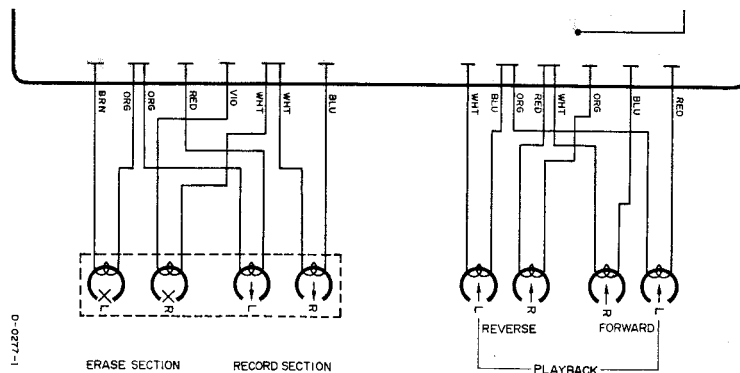 BRN
ORG
ORG
RED
VIO
WHT
WHT
BLU
WHT
BLU
ORG
RED
WHT
ORG
BLU
RED
L
R
L
R
L
R
R
L
REVERSE
FORWARD
ERASE SECTION
RECORD SECTION
PLAYBACK
D-0277-1